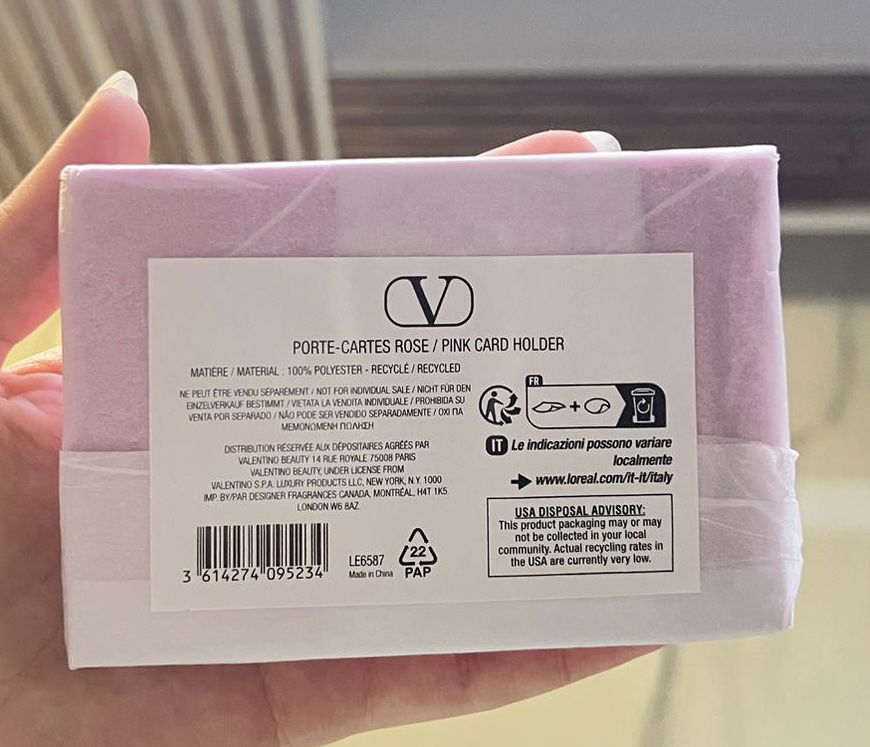 V
PORTE-CARTES ROSE / PINK CARD HOLDER
MATIÈRE / MATERIAL : 100% POLYESTER - RECYCLÉ / RECYCLED
NE PEUT ÊTRE VENDU SÉPARÉMENT / NOT FOR INDIVIDUAL SALE / NICHT FÜR DEN
EINZELVERKAUF BESTIMMT / VIETATA LA VENDITA INDIVIDUALE / PROHIBIDA SU
VENTA POR SEPARADO / NÃO PODE SER VENDIDO SEPARADAMENTE / ΟΧΙ ΓΙΑ
ΜΕΜΟΝΩΜΕΝΗ ΠΩΛΗΣΗ
DISTRIBUTION RÉSERVÉE AUX DÉPOSITAIRES AGRÉÉS PAR
VALENTINO BEAUTY 14 RUE ROYALE 75008 PARIS
VALENTINO BEAUTY, UNDER LICENSE FROM
VALENTINO S.P.A. LUXURY PRODUCTS LLC, NEW YORK, N.Y. 1000
IMP. BY/PAR DESIGNER FRAGRANCES CANADA, MONTRÉAL, H4T 1K5.
LONDON W6 8AZ.
3 614274 095234
LE6587
Made in China
22
PAP
FR
+
IT Le indicazioni possono variare
localmente
www.loreal.com/it-it/italy
USA DISPOSAL ADVISORY:
This product packaging may or may
not be collected in your local
community. Actual recycling rates in
the USA are currently very low.